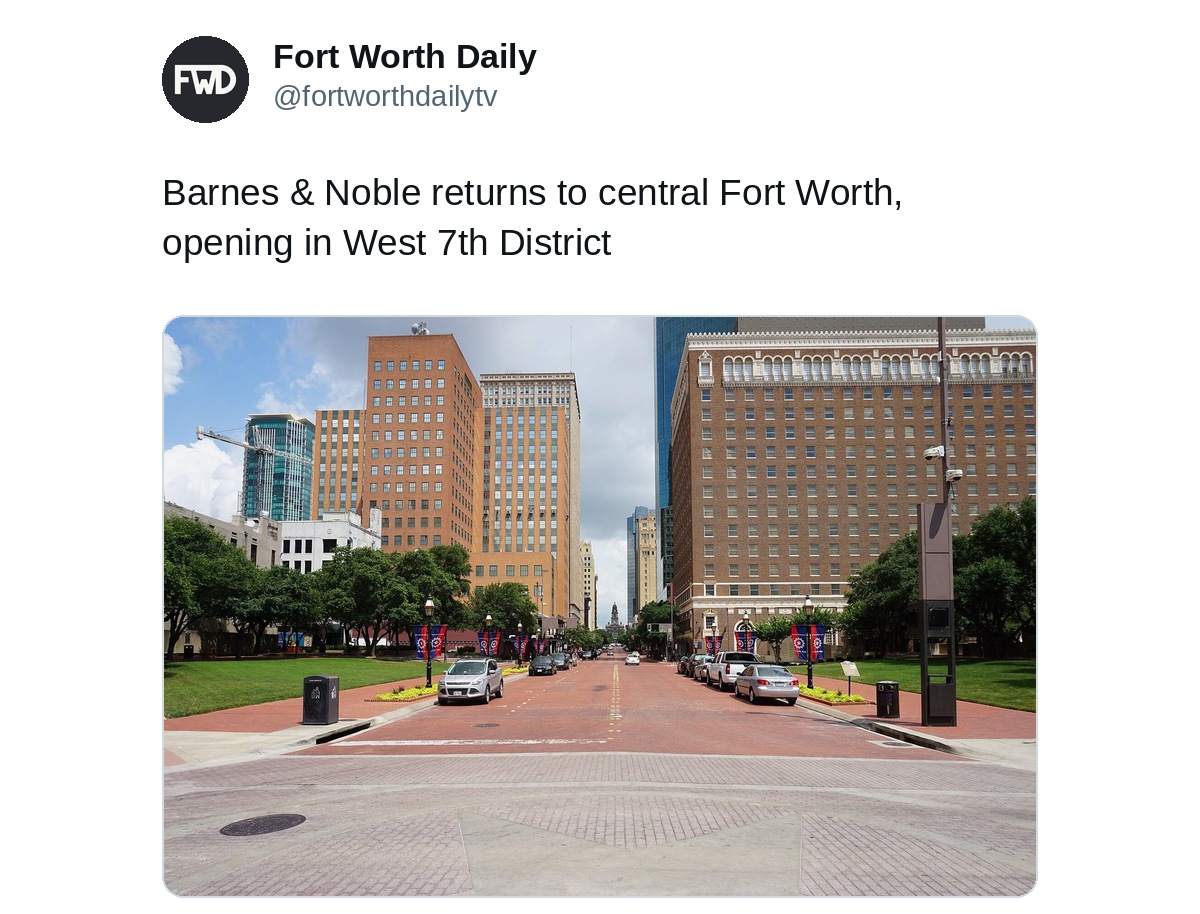 FWD
Fort Worth Daily
@fortworthdailytv
Barnes & Noble returns to central Fort Worth,
opening in West 7th District